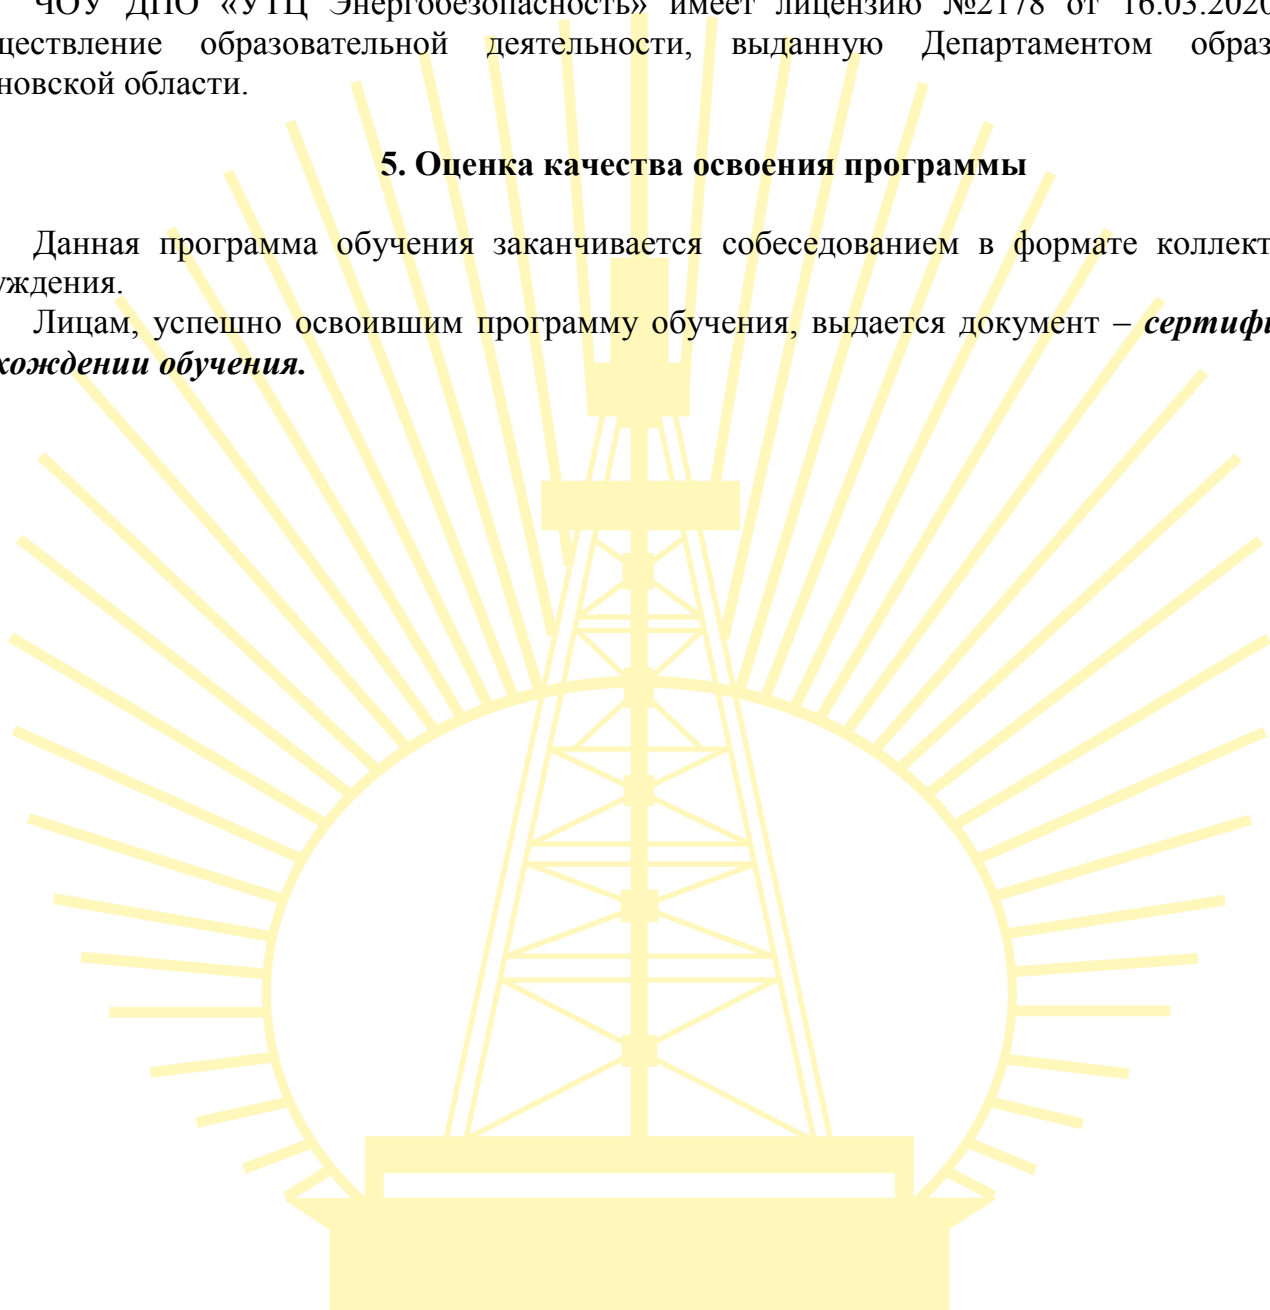 ЧОУ ДПО «УТЦ Энергобезопасность» имеет лицензию №2178 от 16.03.2020
ществление образовательной деятельности, выданную Департаментом образ
новской области.
5. Оценка качества освоения программы
Данная программа обучения заканчивается собеседованием в формате коллект
уждения.
Лицам, успешно освоившим программу обучения, выдается документ – сертифи
хождении обучения.